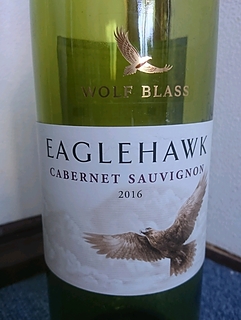 WOLF BLASS
EAGLEHAWK
CABERNET SAUVIGNON
2016